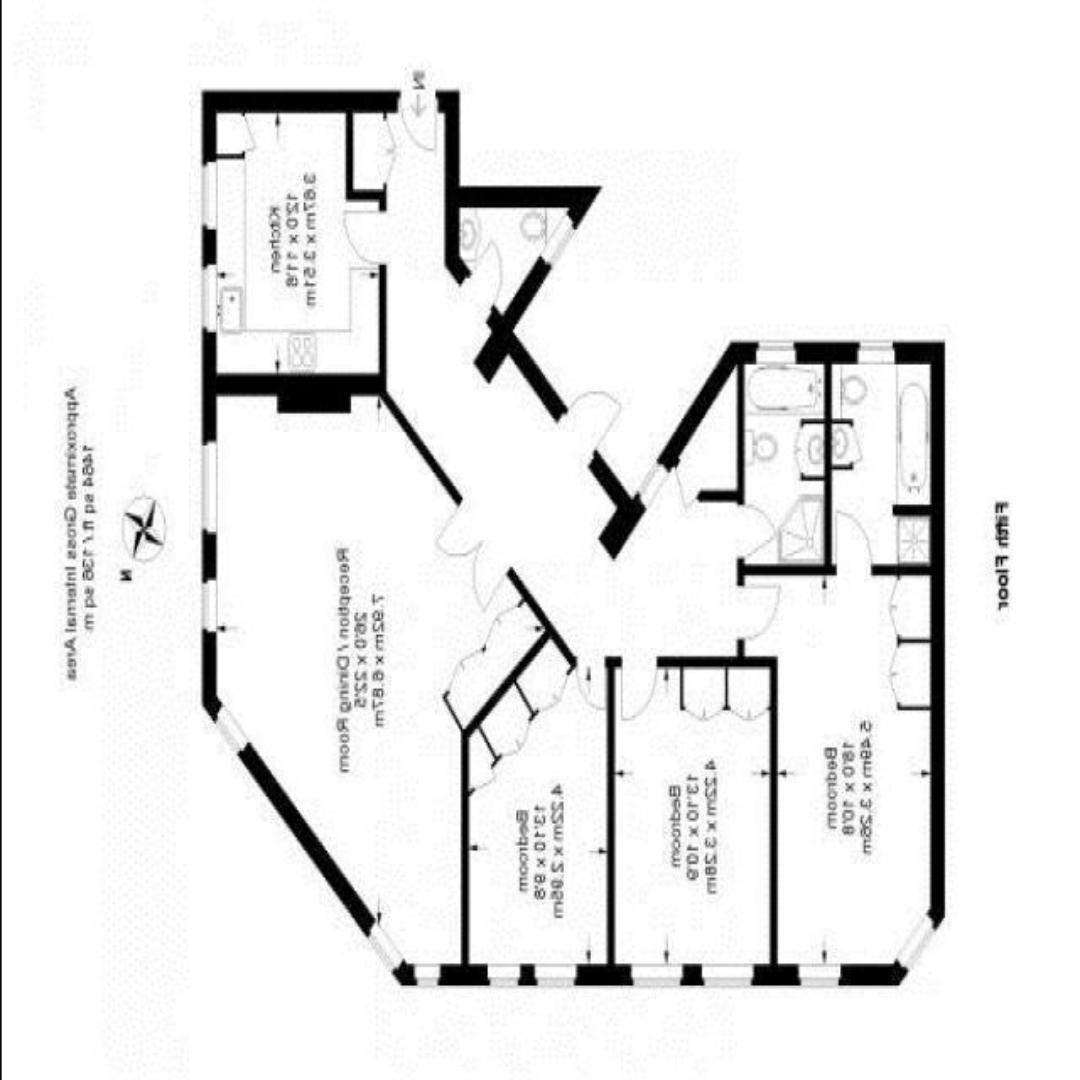 IN
3.67m x 3.51m
12'0 x 11'6
Kitchen
Fifth Floor
Approximate Gross Internal Area
1464 sq ft / 136 sq m
N
7.92m x 6.87m
26'0 x 22'5
Reception / Dining Room
5.49m x 3.26m
18'0 x 10'8
Bedroom
4.22m x 3.28m
13'10 x 10'9
Bedroom
4.22m x 2.95m
13'10 x 9'8
Bedroom